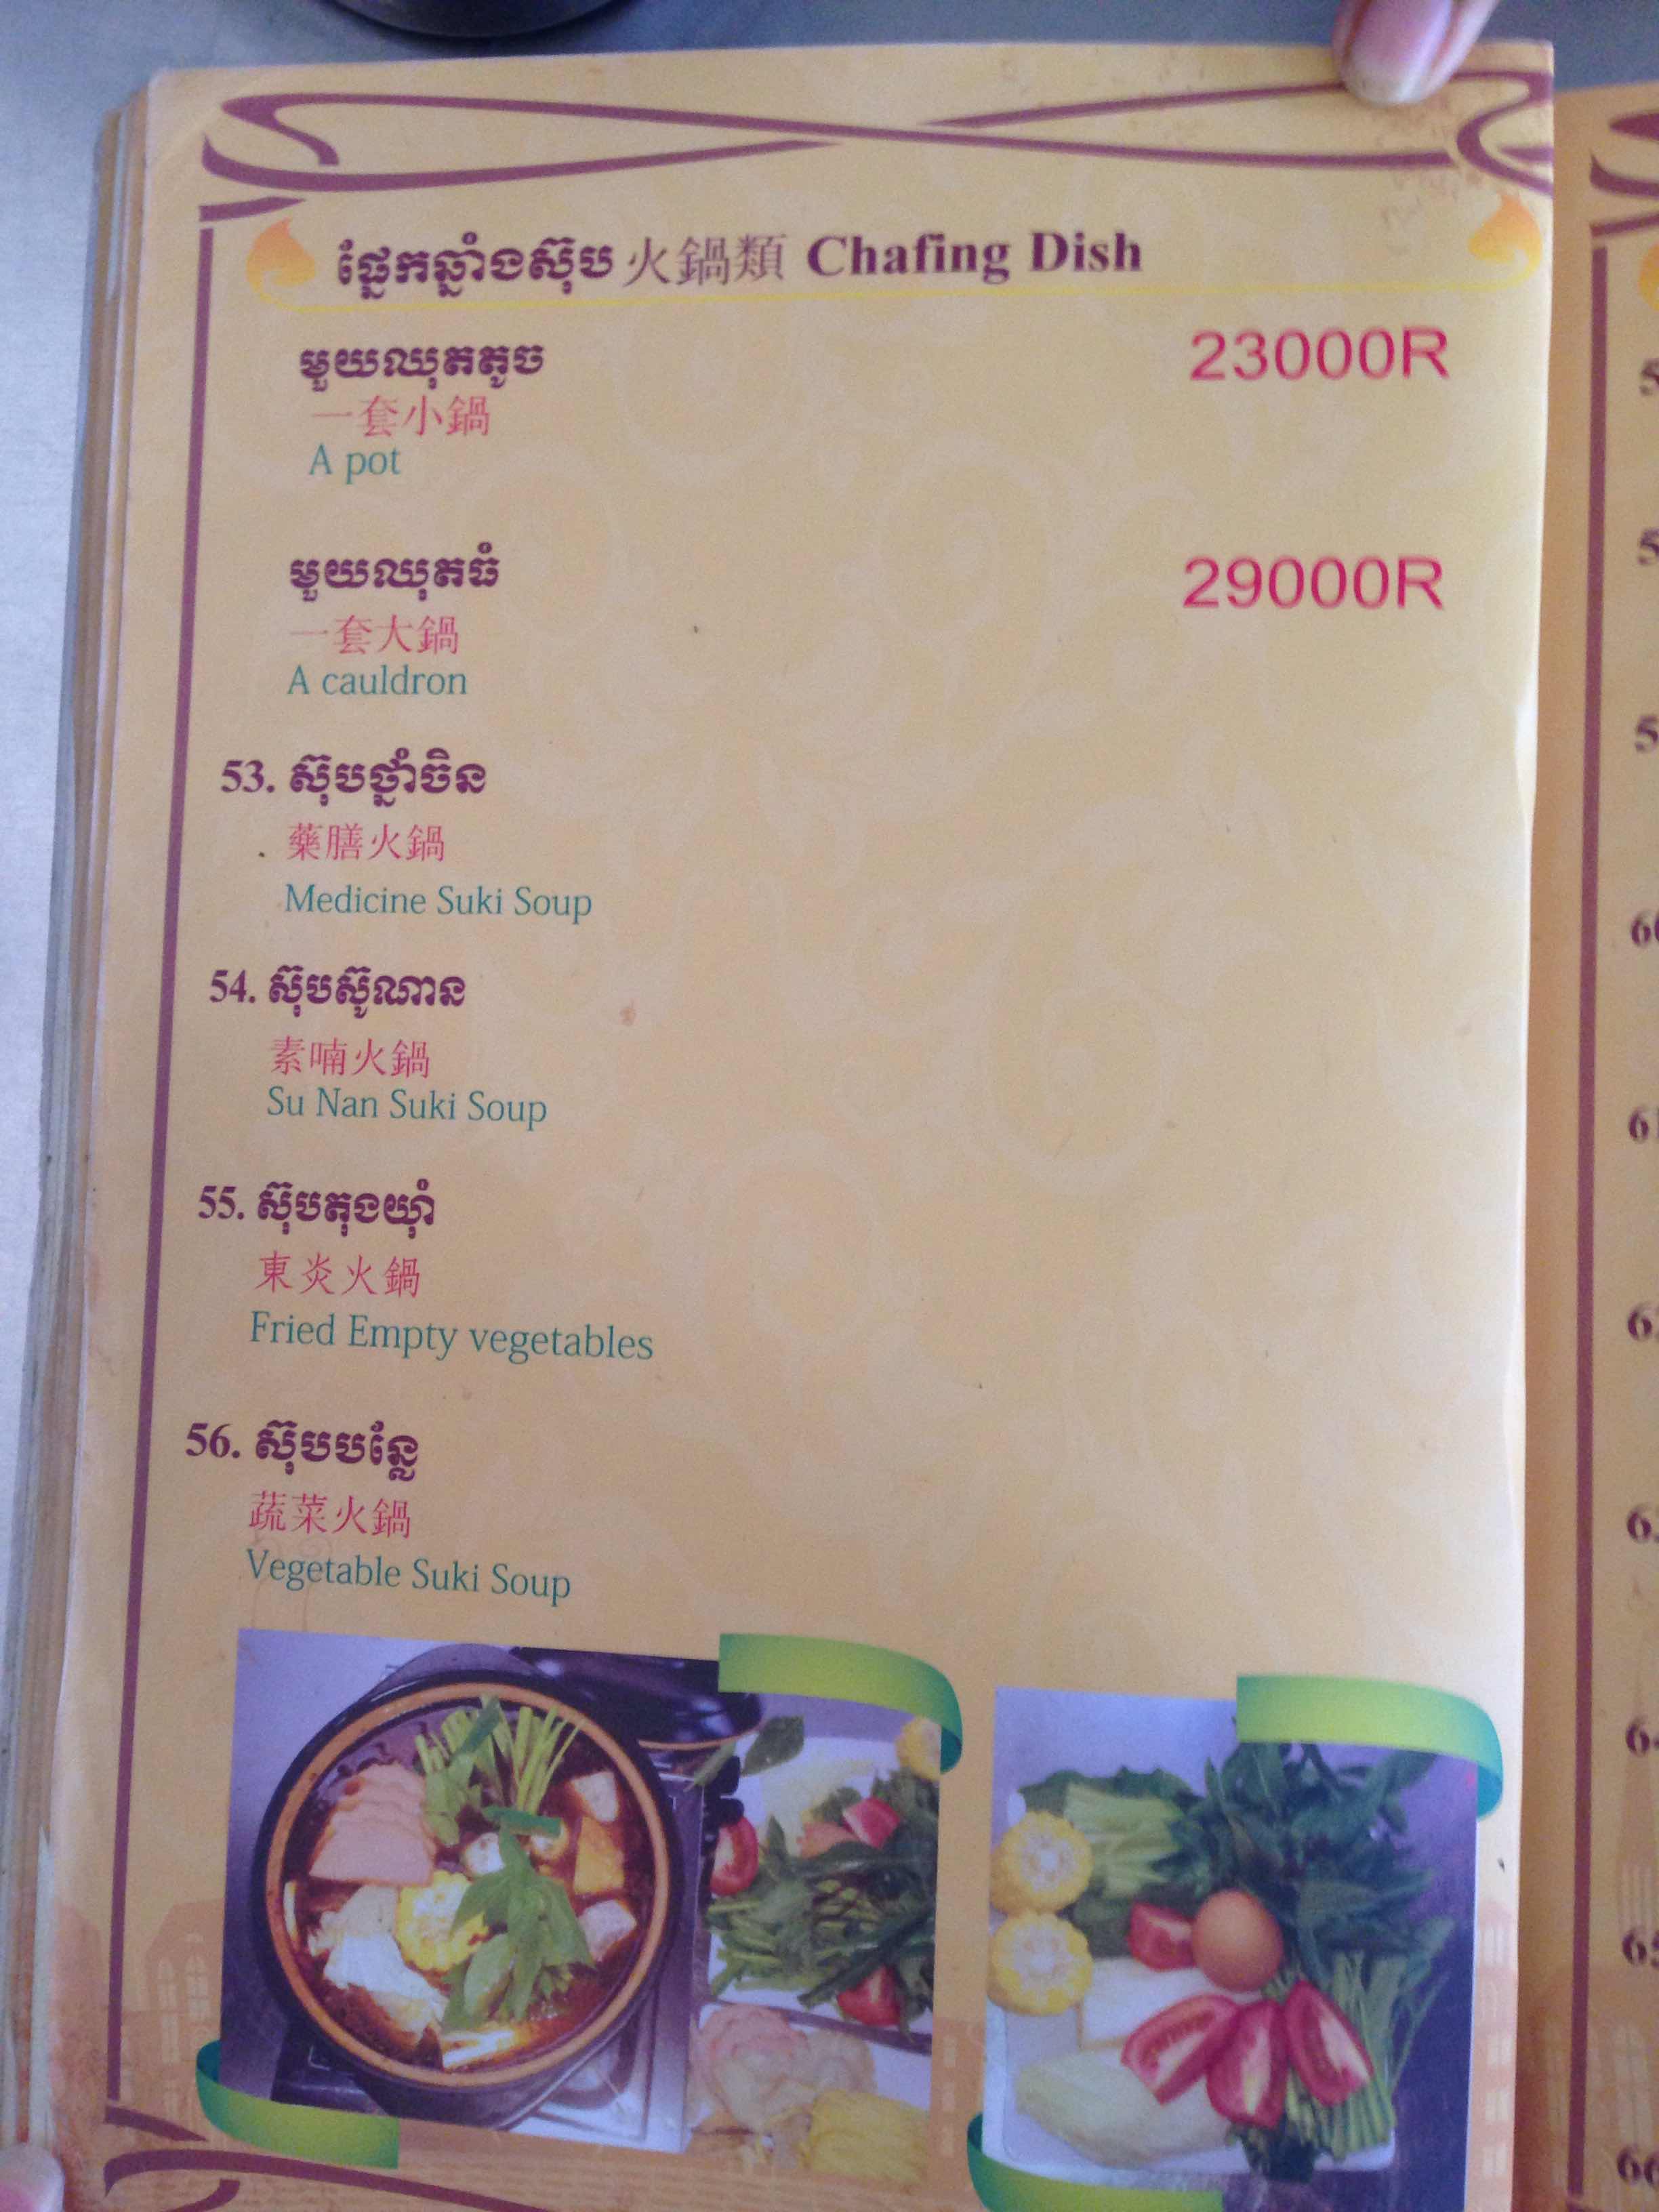 ផ្នែកឆ្នាំងស៊ុប 火鍋類 Chafing Dish
មួយឈុតតូច 23000R
一套小鍋
A pot
មួយឈុតធំ 29000R
一套大鍋
A cauldron
53. ស៊ុបថ្នាំចិន
藥膳火鍋
Medicine Suki Soup
54. ស៊ុបស៊ូណាន
素喃火鍋
Su Nan Suki Soup
55. ស៊ុបតុងយ៉ាំ
東炎火鍋
Fried Empty vegetables
56. ស៊ុបបន្លែ
蔬菜火鍋
Vegetable Suki Soup
61
64
65